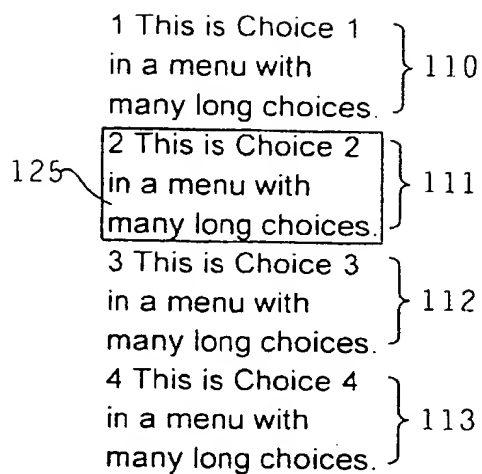 1 This is Choice 1
in a menu with
many long choices.
110
2 This is Choice 2
in a menu with
many long choices.
125
111
3 This is Choice 3
in a menu with
many long choices.
112
4 This is Choice 4
in a menu with
many long choices.
113